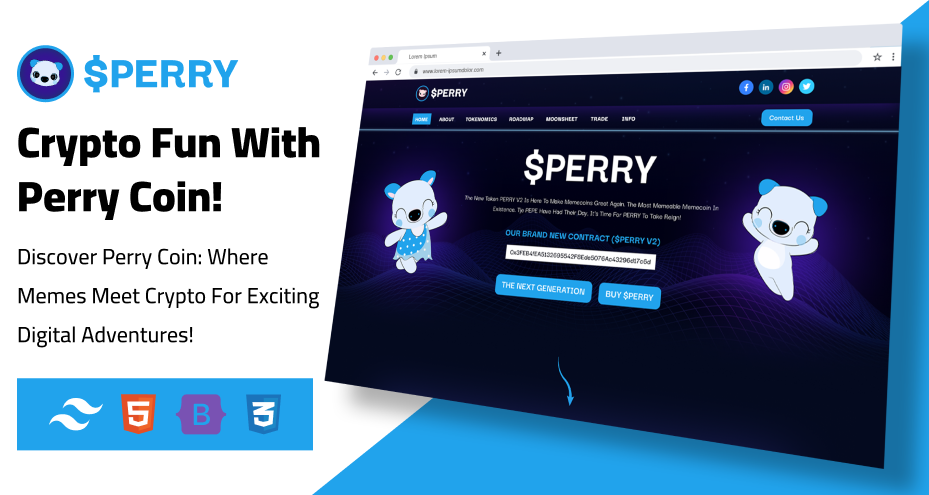 $PERRY
Crypto Fun With
Perry Coin!
Discover Perry Coin: Where
Memes Meet Crypto For Exciting
Digital Adventures!
5
B
3
Lorem Ipsum
www.lorem-ipsumdolor.com
$PERRY
HOME ABOUT TOKENOMICS ROADMAP MOONSHEET TRADE INFO
Contact Us
$PERRY
The New Token PERRY V2 Is Here To Make Memecoins Great Again. The Most Memeable Memecoin In
Existence. Tje PEPE Have Had Their Day, It's Time For PERRY To Take Reign!
OUR BRAND NEW CONTRACT ($PERRY V2)
THE NEXT GENERATION
BUY $PERRY